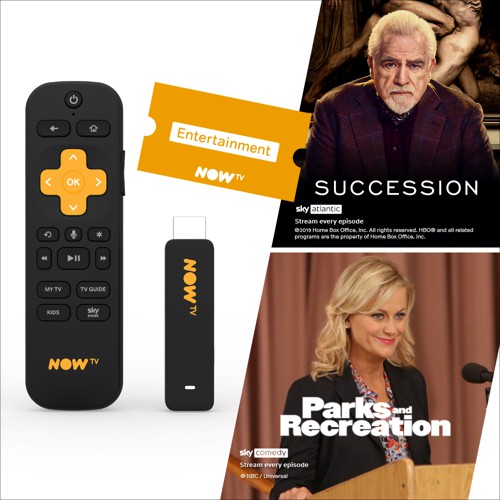 Entertainment
NOW TV
SUCCESSION
sky atlantic
Stream every episode
©2019 Home Box Office, Inc. All rights reserved. HBO® and all related
programs are the property of Home Box Office, Inc.
OK
MY TV
TV GUIDE
KIDS
sky
STORE
NOW TV
NOW TV
Parks and
Recreation
sky comedy
Stream every episode
© NBC / Universal